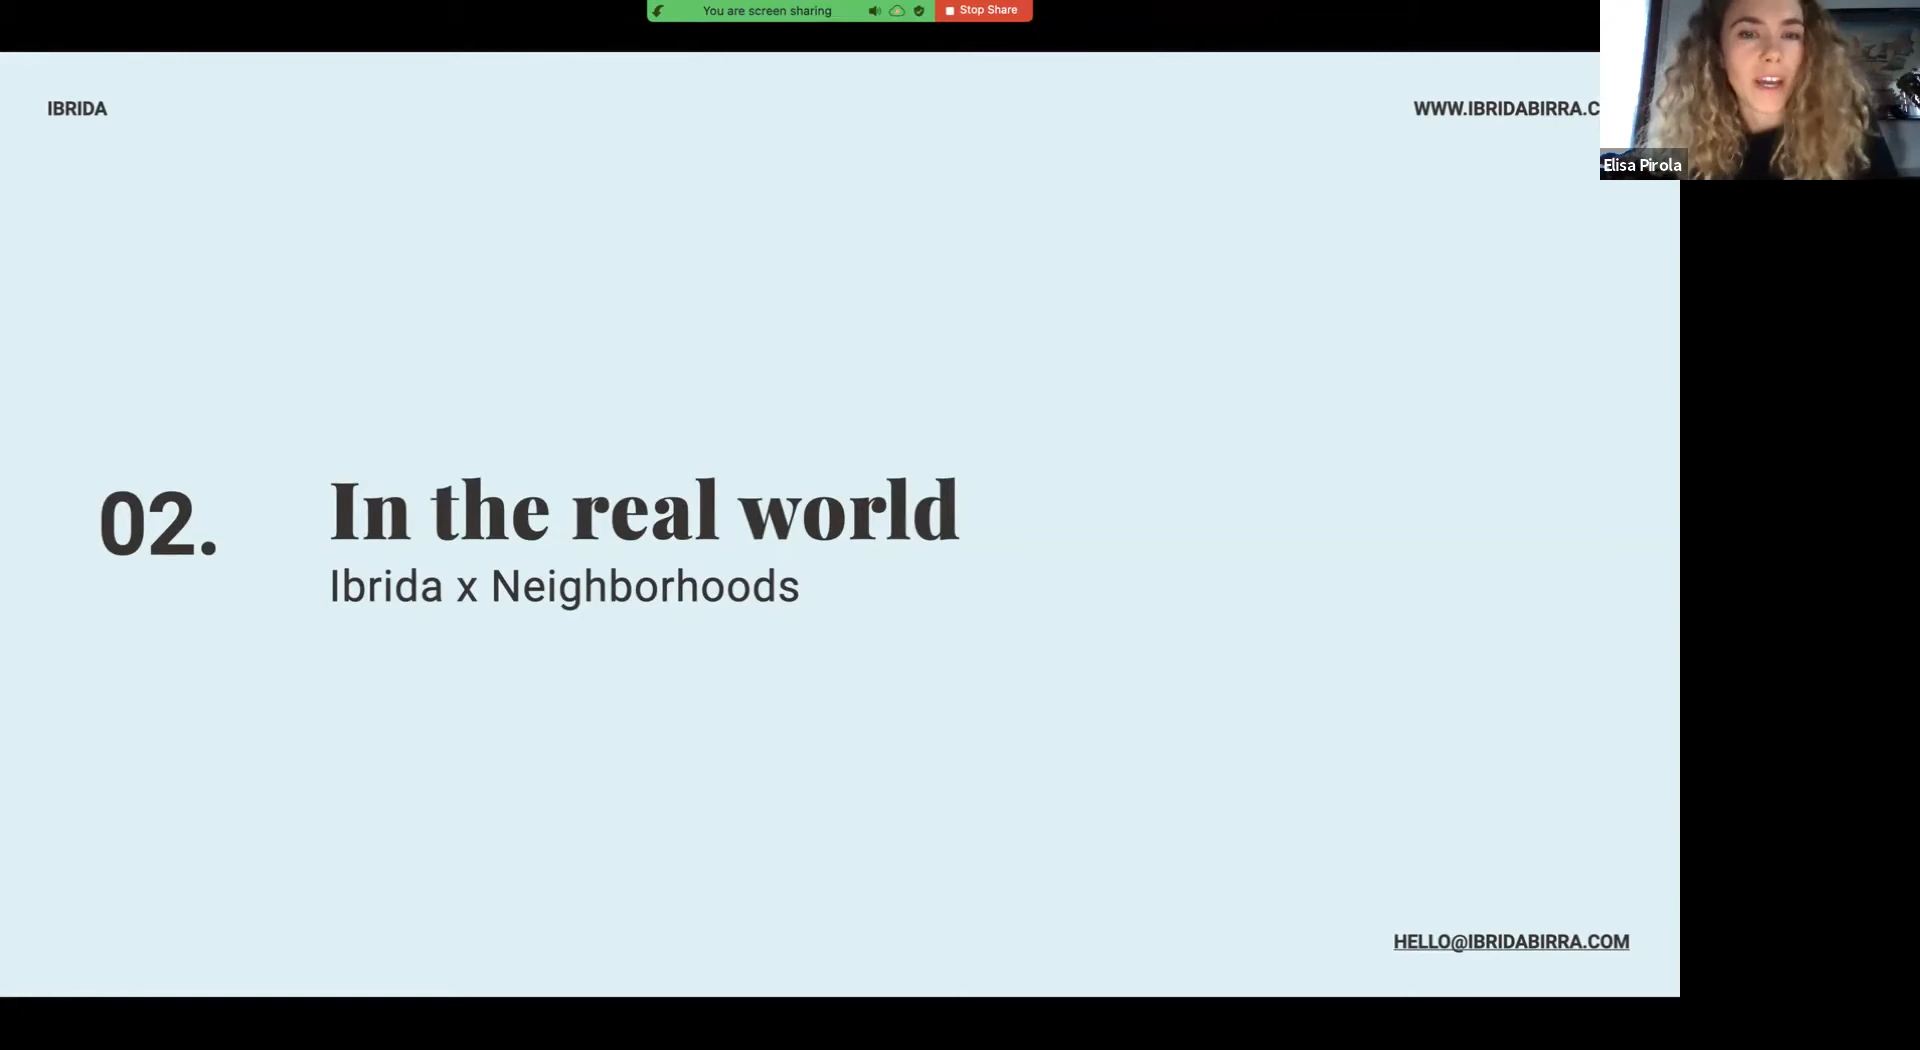 You are screen sharing
Stop Share
IBRIDA
WWW.IBRIDABIRRA.C
Elisa Pirola
02.
In the real world
Ibrida x Neighborhoods
HELLO@IBRIDABIRRA.COM